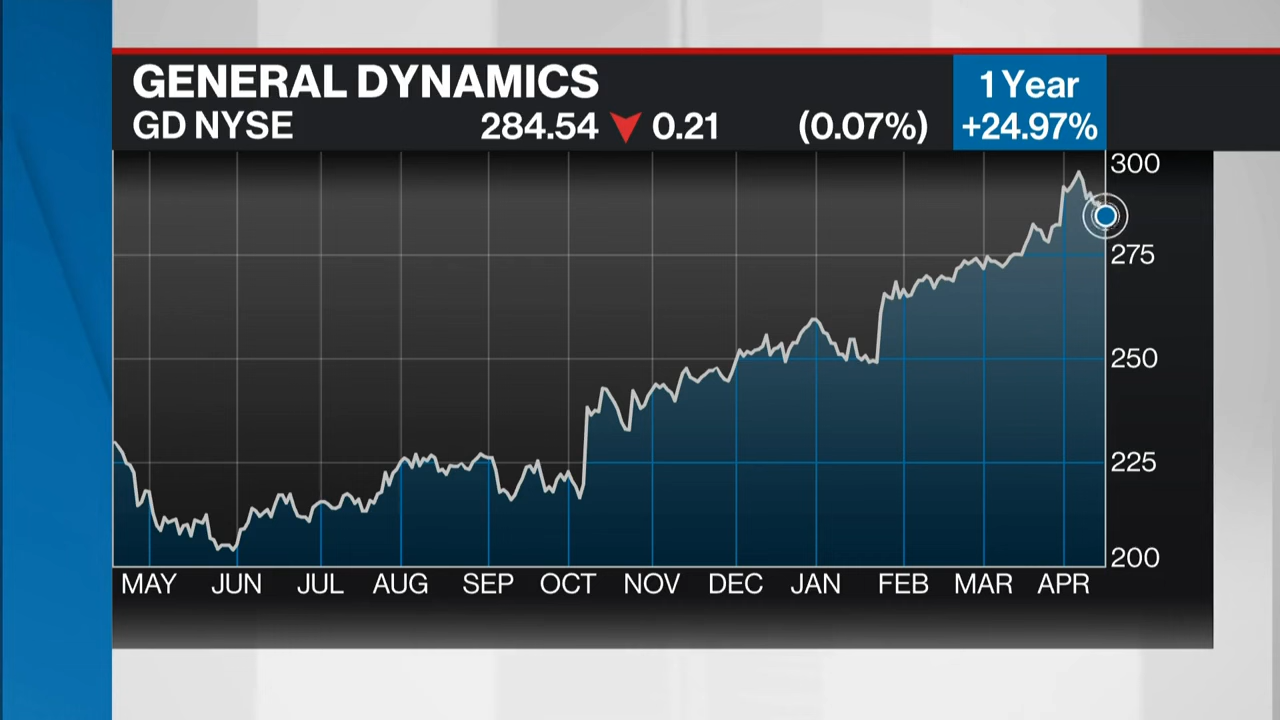 GENERAL DYNAMICS
GD NYSE 284.54 0.21 (0.07%)
1 Year
+24.97%
300
275
250
225
200
MAY JUN JUL AUG SEP OCT NOV DEC JAN FEB MAR APR